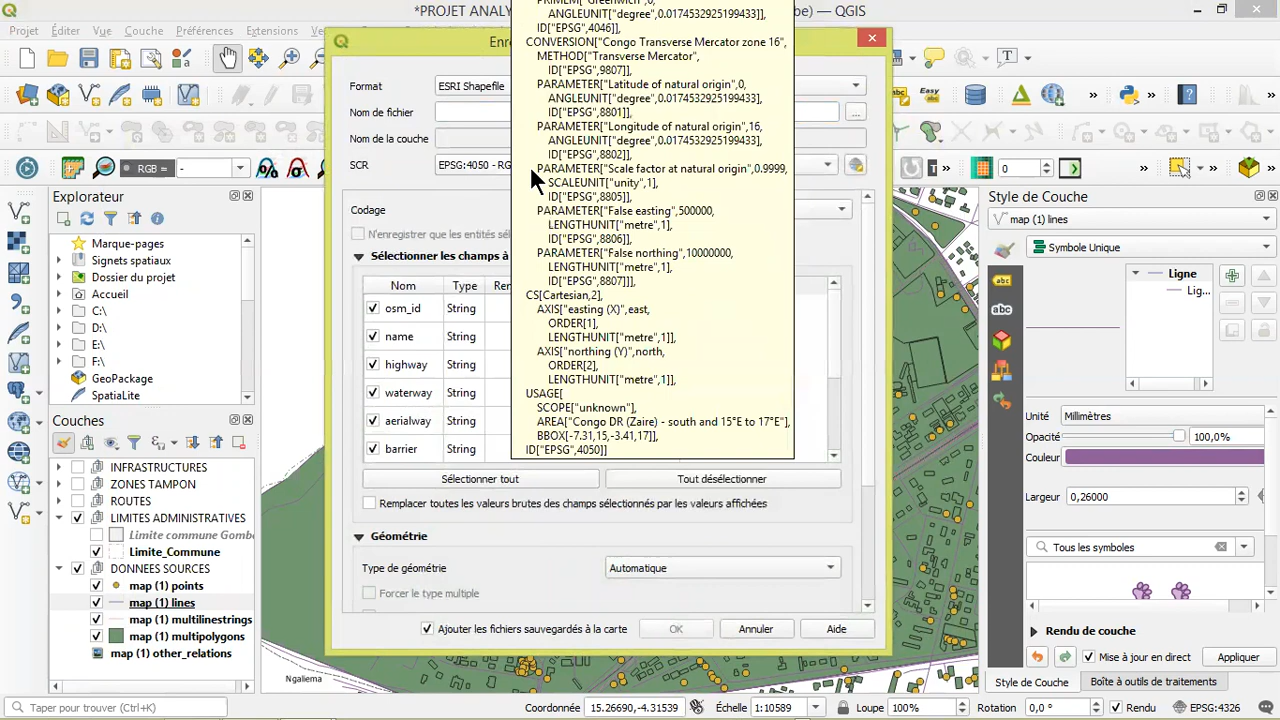 *PROJET ANALY
be) — QGIS
Projet
Éditer
Vue
Couche
Préférences
Extensions
Enre
PRIMEM["Greenwich",0,
ANGLEUNIT["degree",0.0174532925199433]],
ID["EPSG",4046]],
CONVERSION["Congo Transverse Mercator zone 16",
METHOD["Transverse Mercator",
ID["EPSG",9807]],
PARAMETER["Latitude of natural origin",0,
ANGLEUNIT["degree",0.0174532925199433],
ID["EPSG",8801]],
PARAMETER["Longitude of natural origin",16,
ANGLEUNIT["degree",0.0174532925199433],
ID["EPSG",8802]],
PARAMETER["Scale factor at natural origin",0.9999,
SCALEUNIT["unity",1],
ID["EPSG",8805]],
PARAMETER["False easting",500000,
LENGTHUNIT["metre",1],
ID["EPSG",8806]],
PARAMETER["False northing",10000000,
LENGTHUNIT["metre",1],
ID["EPSG",8807]]],
CS[Cartesian,2],
AXIS["easting (X)",east,
ORDER[1],
LENGTHUNIT["metre",1]],
AXIS["northing (Y)",north,
ORDER[2],
LENGTHUNIT["metre",1]],
USAGE[
SCOPE["unknown"],
AREA["Congo DR (Zaire) - south and 15°E to 17°E"],
BBOX[-7.31,15,-3.41,17]],
ID["EPSG",4050]]
Format
ESRI Shapefile
Nom de fichier
...
Nom de la couche
SCR
EPSG:4050 - RG
Codage
N'enregistrer que les entités sél
Sélectionner les champs à
Nom
Type
Ren
osm_id
String
name
String
highway
String
waterway
String
aerialway
String
barrier
String
Sélectionner tout
Tout désélectionner
Remplacer toutes les valeurs brutes des champs sélectionnés par les valeurs affichées
Géométrie
Type de géométrie
Automatique
Forcer le type multiple
Ajouter les fichiers sauvegardés à la carte
OK
Annuler
Aide
RGB
Explorateur
Marque-pages
Signets spatiaux
Dossier du projet
Accueil
C:\
D:\
E:\
F:\
GeoPackage
SpatiaLite
Couches
INFRASTRUCTURES
ZONES TAMPON
ROUTES
LIMITES ADMINISTRATIVES
Limite commune Gombe
Limite_Commune
DONNEES SOURCES
map (1) points
map (1) lines
map (1) multilinestrings
map (1) multipolygons
map (1) other_relations
Ngaliema
Easy
0
Style de Couche
map (1) lines
Symbole Unique
abc
abc
Ligne
Lig...
Unité
Millimètres
Opacité
100,0%
Couleur
Largeur
0,26000
Tous les symboles
Rendu de couche
Mise à jour en direct
Appliquer
Style de Couche
Boîte à outils de traitements
Taper pour trouver (Ctrl+K)
Coordonnée
15.26690,-4.31539
Échelle
1:10589
Loupe
100%
Rotation
0,0 °
Rendu
EPSG:4326